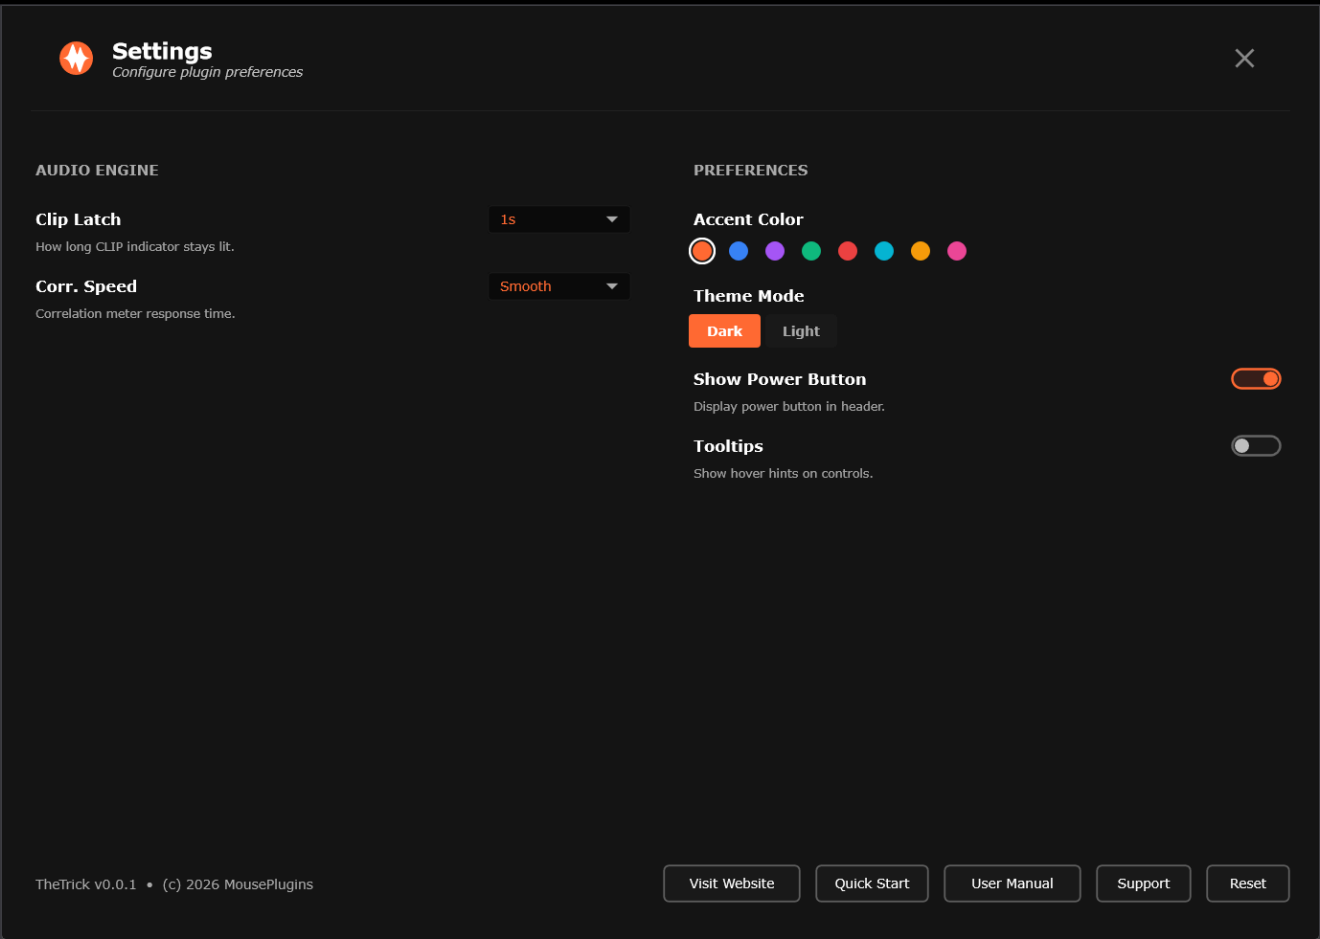 Settings
Configure plugin preferences
AUDIO ENGINE
Clip Latch
1s
How long CLIP indicator stays lit.
Corr. Speed
Smooth
Correlation meter response time.
PREFERENCES
Accent Color
Theme Mode
Dark
Light
Show Power Button
Display power button in header.
Tooltips
Show hover hints on controls.
TheTrick v0.0.1 • (c) 2026 MousePlugins
Visit Website
Quick Start
User Manual
Support
Reset